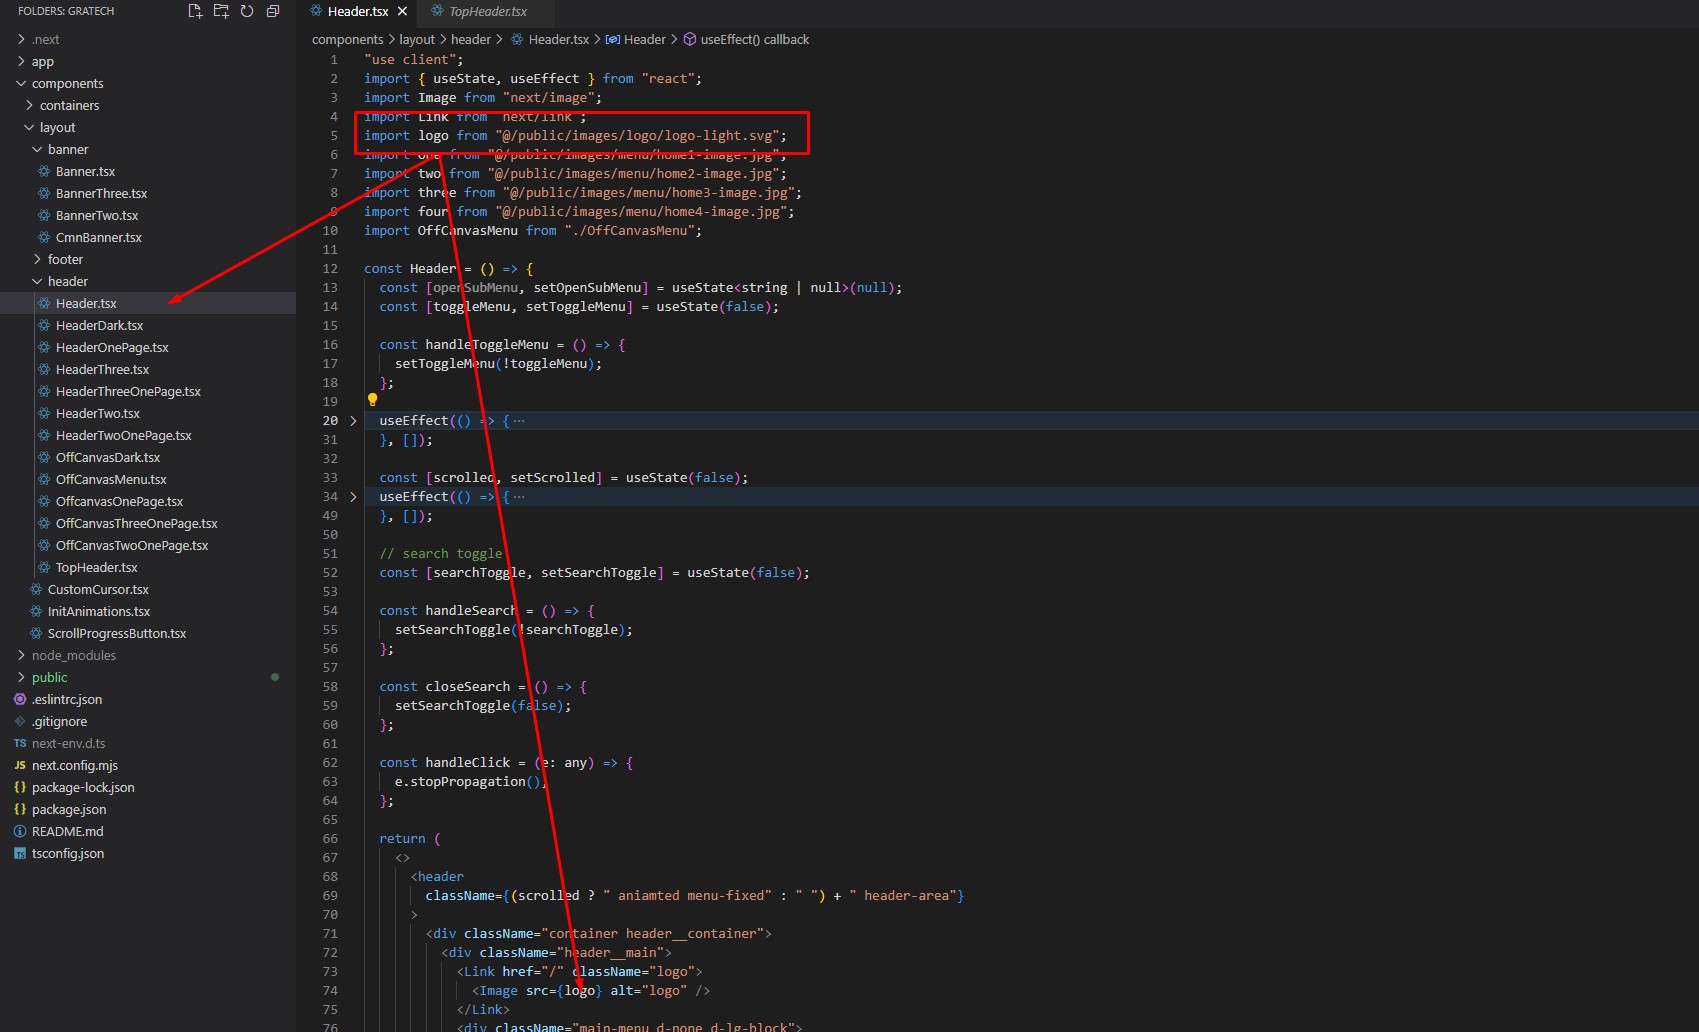 FOLDERS: GRATECH
.next
app
components
containers
layout
banner
Banner.tsx
BannerThree.tsx
BannerTwo.tsx
CmnBanner.tsx
footer
header
Header.tsx
HeaderDark.tsx
HeaderOnePage.tsx
HeaderThree.tsx
HeaderThreeOnePage.tsx
HeaderTwo.tsx
HeaderTwoOnePage.tsx
OffCanvasDark.tsx
OffCanvasMenu.tsx
OffcanvasOnePage.tsx
OffCanvasThreeOnePage.tsx
OffCanvasTwoOnePage.tsx
TopHeader.tsx
CustomCursor.tsx
InitAnimations.tsx
ScrollProgressButton.tsx
node_modules
public
.eslintrc.json
.gitignore
TS next-env.d.ts
JS next.config.mjs
{} package-lock.json
{} package.json
README.md
TS tsconfig.json
Header.tsx TopHeader.tsx
components > layout > header > Header.tsx > Header > useEffect() callback
1 "use client";
2 import { useState, useEffect } from "react";
3 import Image from "next/image";
4 import Link from "next/link";
5 import logo from "@/public/images/logo/logo-light.svg";
6 import one from "@/public/images/menu/home1-image.jpg";
7 import two from "@/public/images/menu/home2-image.jpg";
8 import three from "@/public/images/menu/home3-image.jpg";
9 import four from "@/public/images/menu/home4-image.jpg";
10 import OffCanvasMenu from "./OffCanvasMenu";
11
12 const Header = () => {
13 const [openSubMenu, setOpenSubMenu] = useState<string | null>(null);
14 const [toggleMenu, setToggleMenu] = useState(false);
15
16 const handleToggleMenu = () => {
17 setToggleMenu(!toggleMenu);
18 };
19
20 useEffect(() => { ...
31 }, []);
32
33 const [scrolled, setScrolled] = useState(false);
34 useEffect(() => { ...
49 }, []);
50
51 // search toggle
52 const [searchToggle, setSearchToggle] = useState(false);
53
54 const handleSearch = () => {
55 setSearchToggle(!searchToggle);
56 };
57
58 const closeSearch = () => {
59 setSearchToggle(false);
60 };
61
62 const handleClick = (e: any) => {
63 e.stopPropagation();
64 };
65
66 return (
67 <>
68 <header
69 className={(scrolled ? " aniamted menu-fixed" : " ") + " header-area"}
70 >
71 <div className="container header__container">
72 <div className="header__main">
73 <Link href="/" className="logo">
74 <Image src={logo} alt="logo" />
75 </Link>
76 <div className="main-menu d-none d-lg-block">